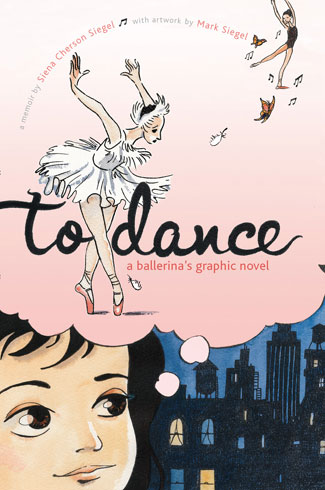 a memoir by Siena Cherson Siegel with artwork by Mark Siegel
to dance
a ballerina's graphic novel